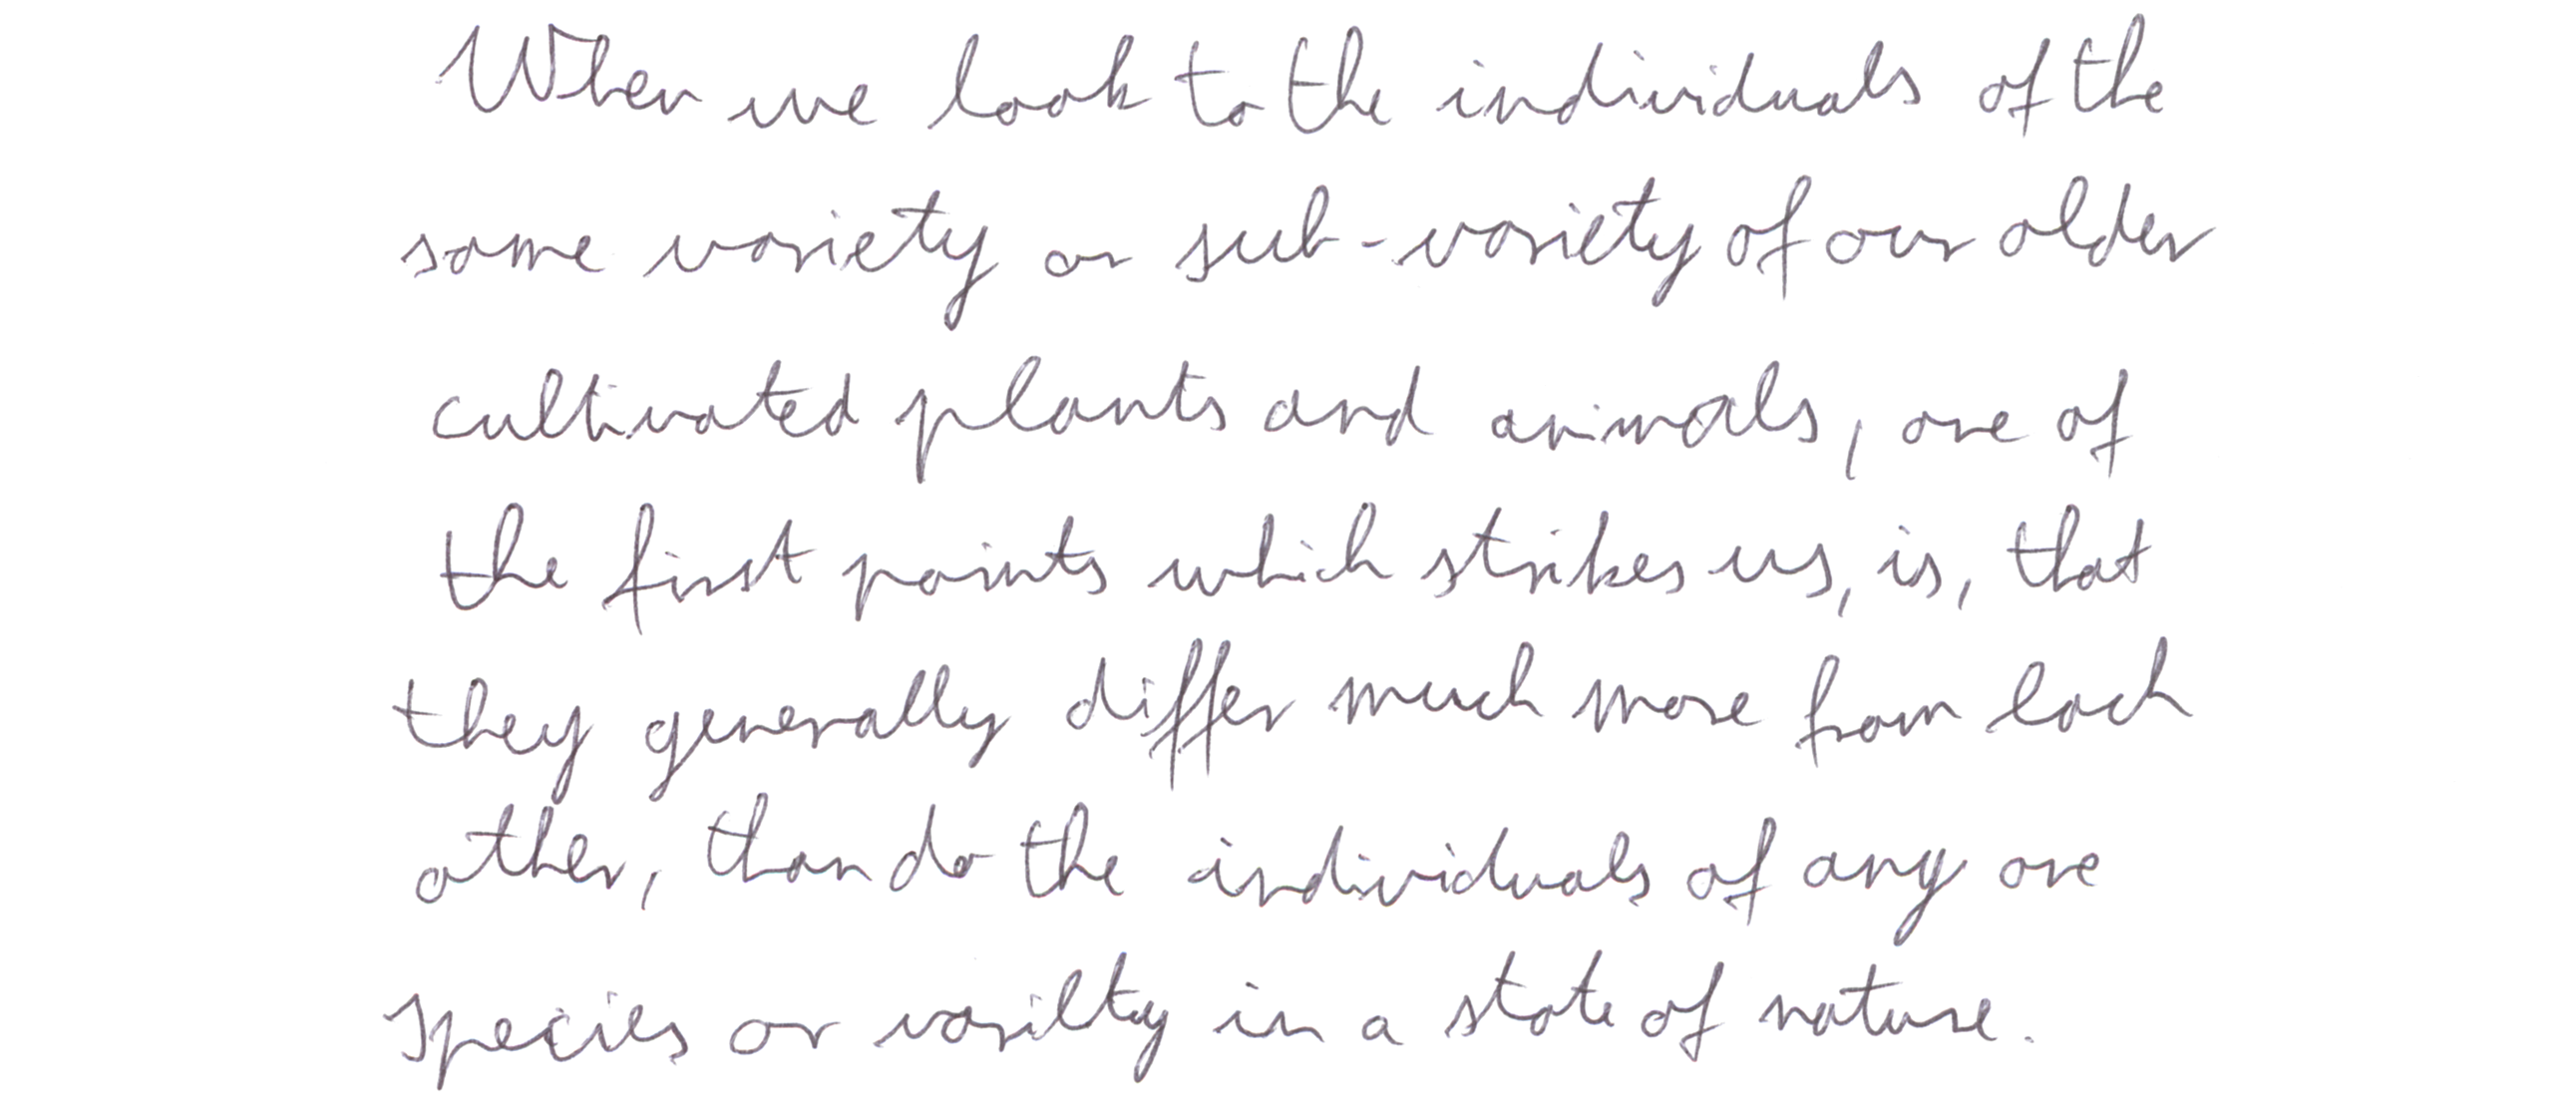 When we look to the individuals of the
same variety or sub-variety of our older
cultivated plants and animals, one of
the first points which strikes us, is, that
they generally differ much more from each
other, than do the individuals of any one
species or variety in a state of nature.